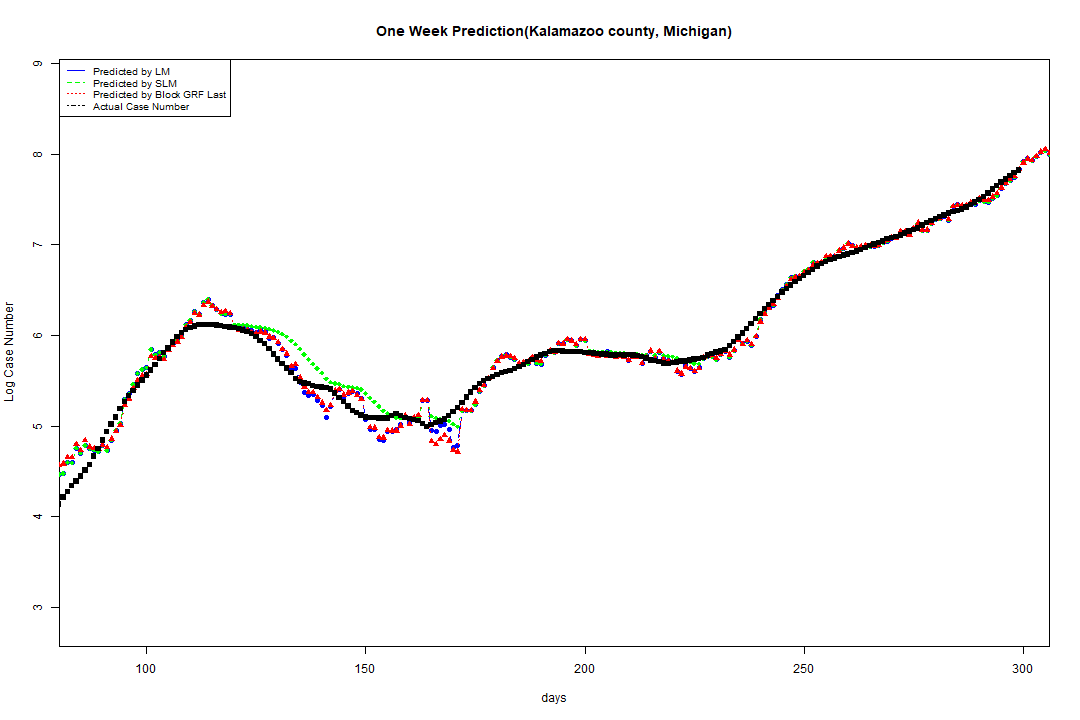 One Week Prediction(Kalamazoo county, Michigan)
Predicted by LM
Predicted by SLM
Predicted by Block GRF Last
Actual Case Number
9
8
7
6
5
4
3
Log Case Number
100 150 200 250 300
days